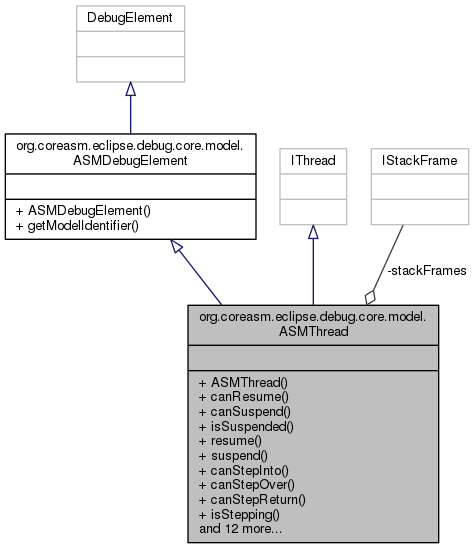 DebugElement
org.coreasm.eclipse.debug.core.model.
ASMDebugElement
+ ASMDebugElement()
+ getModelIdentifier()
IThread
IStackFrame
-stackFrames
org.coreasm.eclipse.debug.core.model.
ASMThread
+ ASMThread()
+ canResume()
+ canSuspend()
+ isSuspended()
+ resume()
+ suspend()
+ canStepInto()
+ canStepOver()
+ canStepReturn()
+ isStepping()
and 12 more...